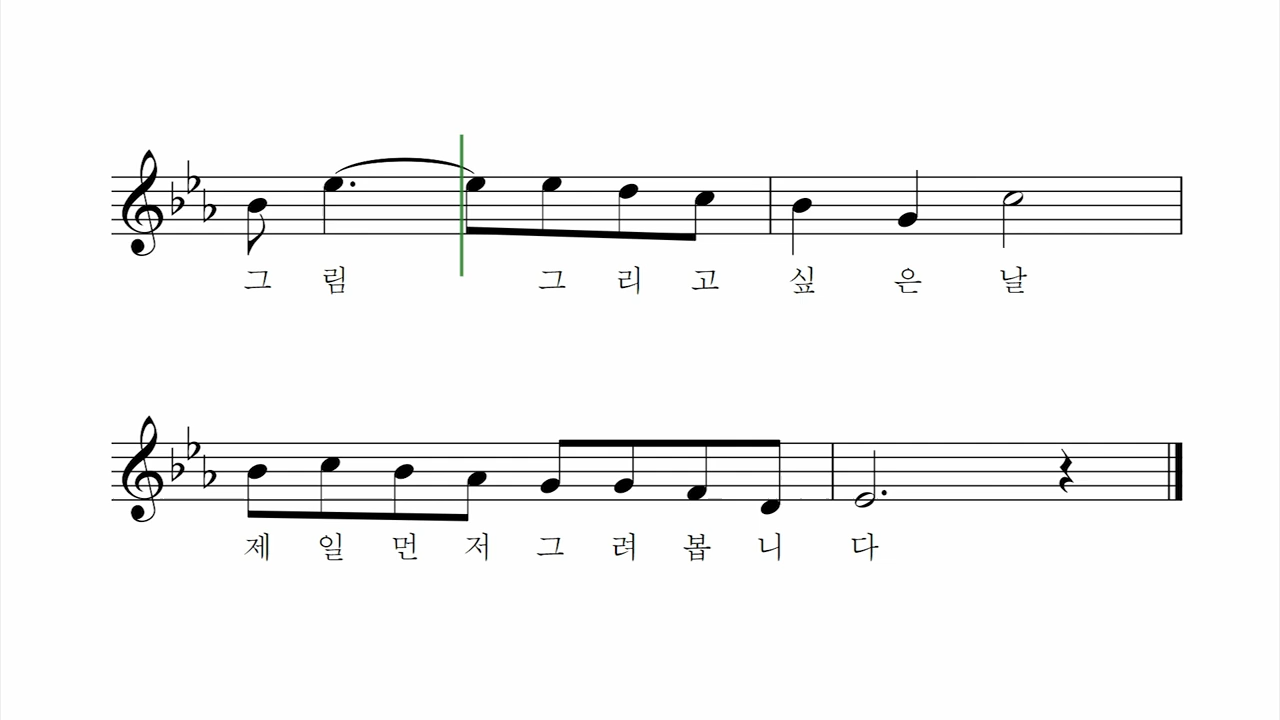 그 림 그 리 고 싶 은 날
제 일 먼 저 그 려 봅 니 다